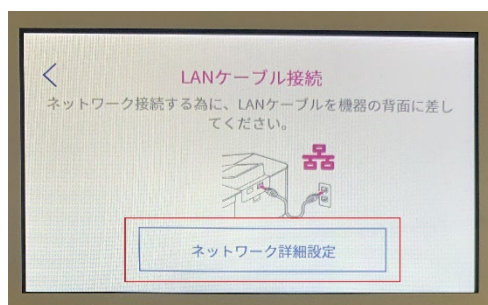 LANケーブル接続
ネットワーク接続する為に、LANケーブルを機器の背面に差し
てください。
ネットワーク詳細設定